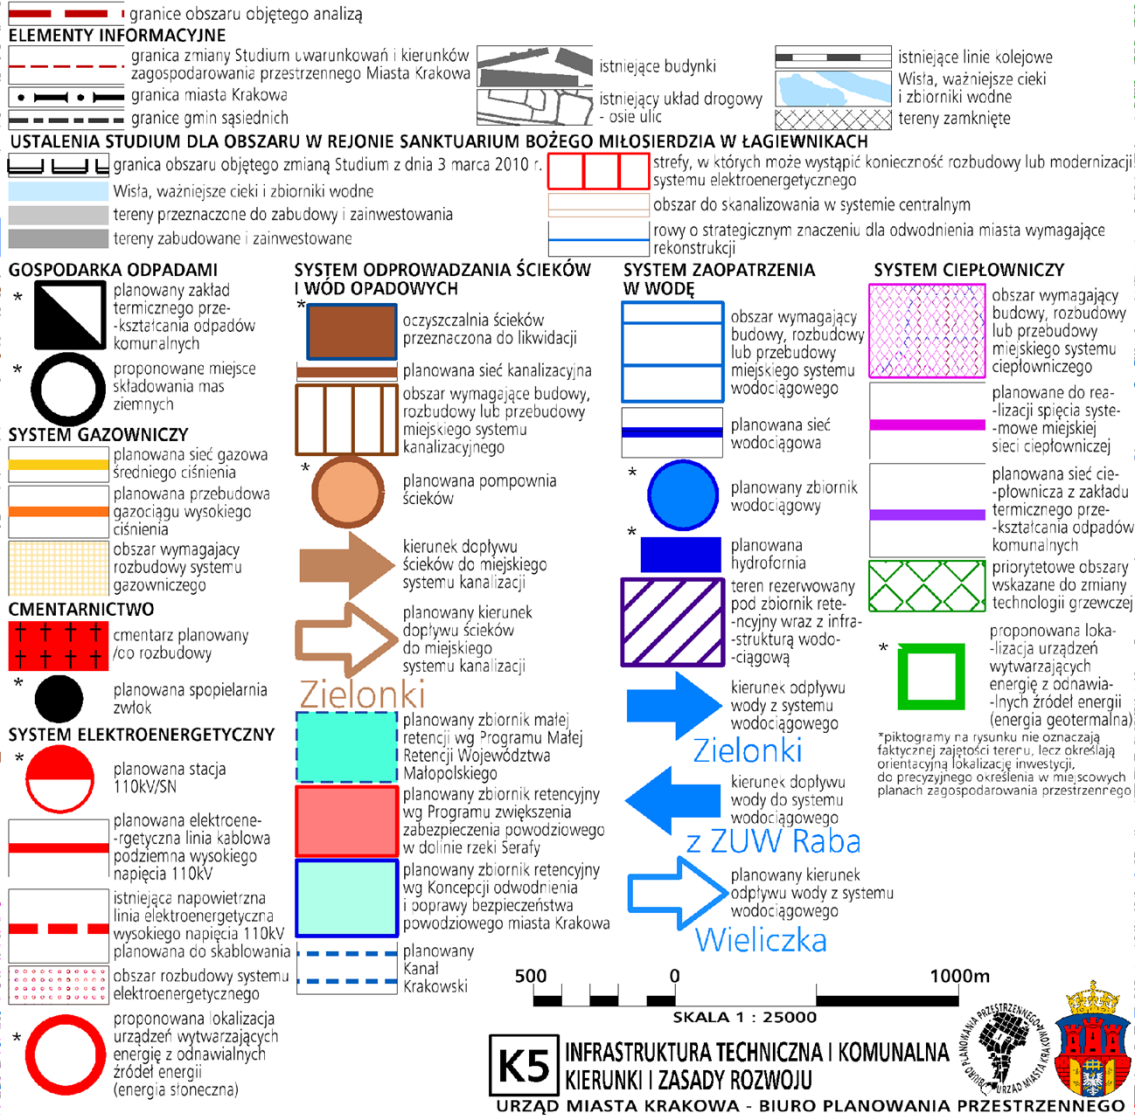 granice obszaru objętego analizą
ELEMENTY INFORMACYJNE
granica zmiany Studium uwarunkowań i kierunków
zagospodarowania przestrzennego Miasta Krakowa
granica miasta Krakowa
granice gmin sąsiednich
istniejące budynki
istniejący układ drogowy
- osie ulic
istniejące linie kolejowe
Wisła, ważniejsze cieki
i zbiorniki wodne
tereny zamknięte
USTALENIA STUDIUM DLA OBSZARU W REJONIE SANKTUARIUM BOŻEGO MIŁOSIERDZIA W ŁAGIEWNIKACH
granica obszaru objętego zmianą Studium z dnia 3 marca 2010 r.
Wisła, ważniejsze cieki i zbiorniki wodne
tereny przeznaczone do zabudowy i zainwestowania
tereny zabudowane i zainwestowane
strefy, w których może wystąpić konieczność rozbudowy lub modernizacji
systemu elektroenergetycznego
obszar do skanalizowania w systemie centralnym
rowy o strategicznym znaczeniu dla odwodnienia miasta wymagające
rekonstrukcji
GOSPODARKA ODPADAMI
*
planowany zakład
termicznego prze-
-kształcania odpadów
komunalnych
*
proponowane miejsce
składowania mas
ziemnych
SYSTEM GAZOWNICZY
planowana sieć gazowa
średniego ciśnienia
planowana przebudowa
gazociągu wysokiego
ciśnienia
obszar wymagajacy
rozbudowy systemu
gazowniczego
CMENTARNICTWO
cmentarz planowany
/do rozbudowy
*
planowana spopielarnia
zwłok
SYSTEM ELEKTROENERGETYCZNY
*
planowana stacja
110kV/SN
planowana elektroene-
-rgetyczna linia kablowa
podziemna wysokiego
napięcia 110kV
istniejąca napowietrzna
linia elektroenergetyczna
wysokiego napięcia 110kV
planowana do skablowania
obszar rozbudowy systemu
elektroenergetycznego
*
proponowana lokalizacja
urządzeń wytwarzających
energię z odnawialnych
źródeł energii
(energia słoneczna)
SYSTEM ODPROWADZANIA ŚCIEKÓW
I WÓD OPADOWYCH
*
oczyszczalnia ścieków
przeznaczona do likwidacji
planowana sieć kanalizacyjna
obszar wymagające budowy,
rozbudowy lub przebudowy
miejskiego systemu
kanalizacyjnego
*
planowana pompownia
ścieków
kierunek dopływu
ścieków do miejskiego
systemu kanalizacji
planowany kierunek
dopływu ścieków
do miejskiego
systemu kanalizacji
Zielonki
planowany zbiornik małej
retencji wg Programu Małej
Retencji Województwa
Małopolskiego
planowany zbiornik retencyjny
wg Programu zwiększenia
zabezpieczenia powodziowego
w dolinie rzeki Serafy
planowany zbiornik retencyjny
wg Koncepcji odwodnienia
i poprawy bezpieczeństwa
powodziowego miasta Krakowa
planowany
Kanał
Krakowski
SYSTEM ZAOPATRZENIA
W WODĘ
obszar wymagający
budowy, rozbudowy
lub przebudowy
miejskiego systemu
wodociągowego
planowana sieć
wodociągowa
*
planowany zbiornik
wodociągowy
*
planowana
hydrofornia
teren rezerwowany
pod zbiornik rete-
-ncyjny wraz z infra-
-strukturą wodo-
-ciągową
kierunek odpływu
wody z systemu
wodociągowego
Zielonki
kierunek dopływu
wody do systemu
wodociągowego
z ZUW Raba
planowany kierunek
odpływu wody z systemu
wodociągowego
Wieliczka
SYSTEM CIEPŁOWNICZY
obszar wymagający
budowy, rozbudowy
lub przebudowy
miejskiego systemu
ciepłowniczego
planowane do rea-
-lizacji spięcia syste-
-mowe miejskiej
sieci ciepłowniczej
planowana sieć cie-
-płownicza z zakładu
termicznego prze-
-kształcania odpadów
komunalnych
priorytetowe obszary
wskazane do zmiany
technologii grzewczej
*
proponowana loka-
-lizacja urządzeń
wytwarzających
energię z odnawia-
-lnych źródeł energii
(energia geotermalna)
*piktogramy na rysunku nie oznaczają
faktycznej zajętości terenu, lecz określają
orientacyjną lokalizację inwestycji,
do precyzyjnego określenia w miejscowych
planach zagospodarowania przestrzennego
500 0 1000m
SKALA 1 : 25000
K5
INFRASTRUKTURA TECHNICZNA I KOMUNALNA
KIERUNKI I ZASADY ROZWOJU
BIURO PLANOWANIA PRZESTRZENNEGO
URZĄD MIASTA KRAKOWA
URZĄD MIASTA KRAKOWA - BIURO PLANOWANIA PRZESTRZENNEGO